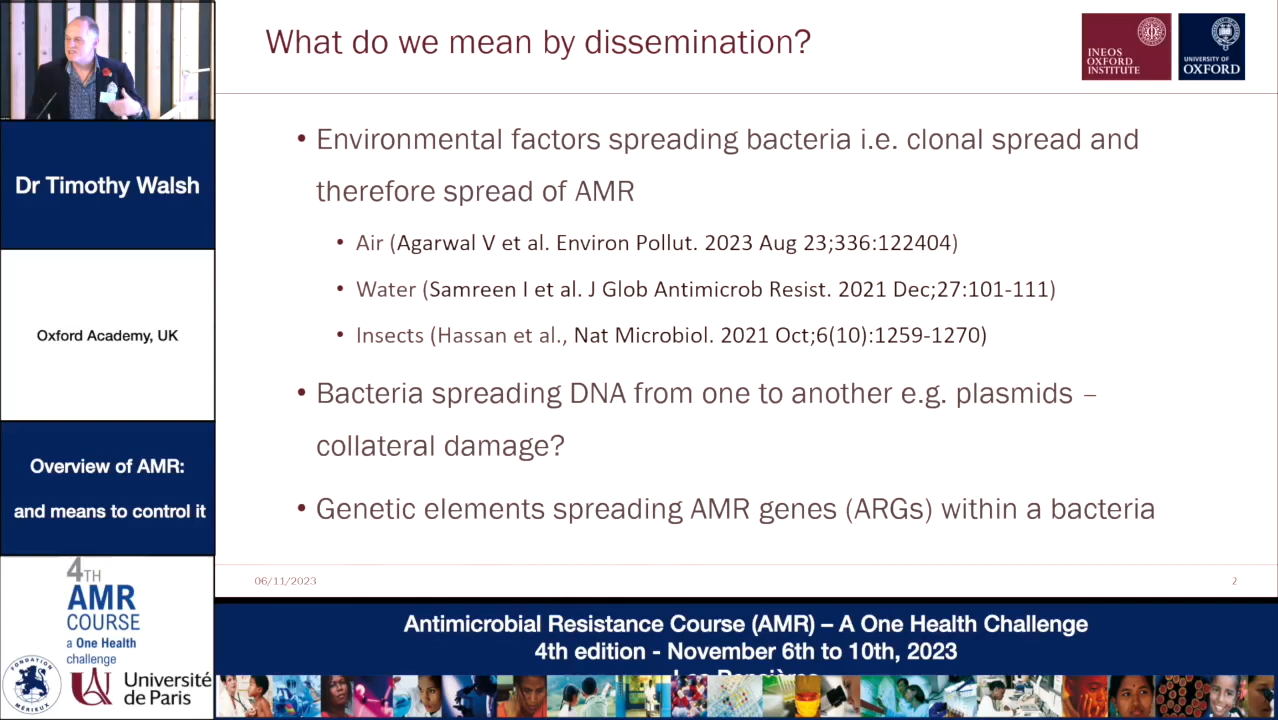 What do we mean by dissemination?
INEOS
OXFORD
INSTITUTE
UNIVERSITY OF
OXFORD
Dr Timothy Walsh
Oxford Academy, UK
Overview of AMR:
and means to control it
4TH
AMR
COURSE
a One Health
challenge
FONDATION
MÉRIEUX
Université
de Paris
• Environmental factors spreading bacteria i.e. clonal spread and
therefore spread of AMR
• Air (Agarwal V et al. Environ Pollut. 2023 Aug 23;336:122404)
• Water (Samreen I et al. J Glob Antimicrob Resist. 2021 Dec;27:101-111)
• Insects (Hassan et al., Nat Microbiol. 2021 Oct;6(10):1259-1270)
• Bacteria spreading DNA from one to another e.g. plasmids –
collateral damage?
• Genetic elements spreading AMR genes (ARGs) within a bacteria
06/11/2023
2
Antimicrobial Resistance Course (AMR) – A One Health Challenge
4th edition - November 6th to 10th, 2023